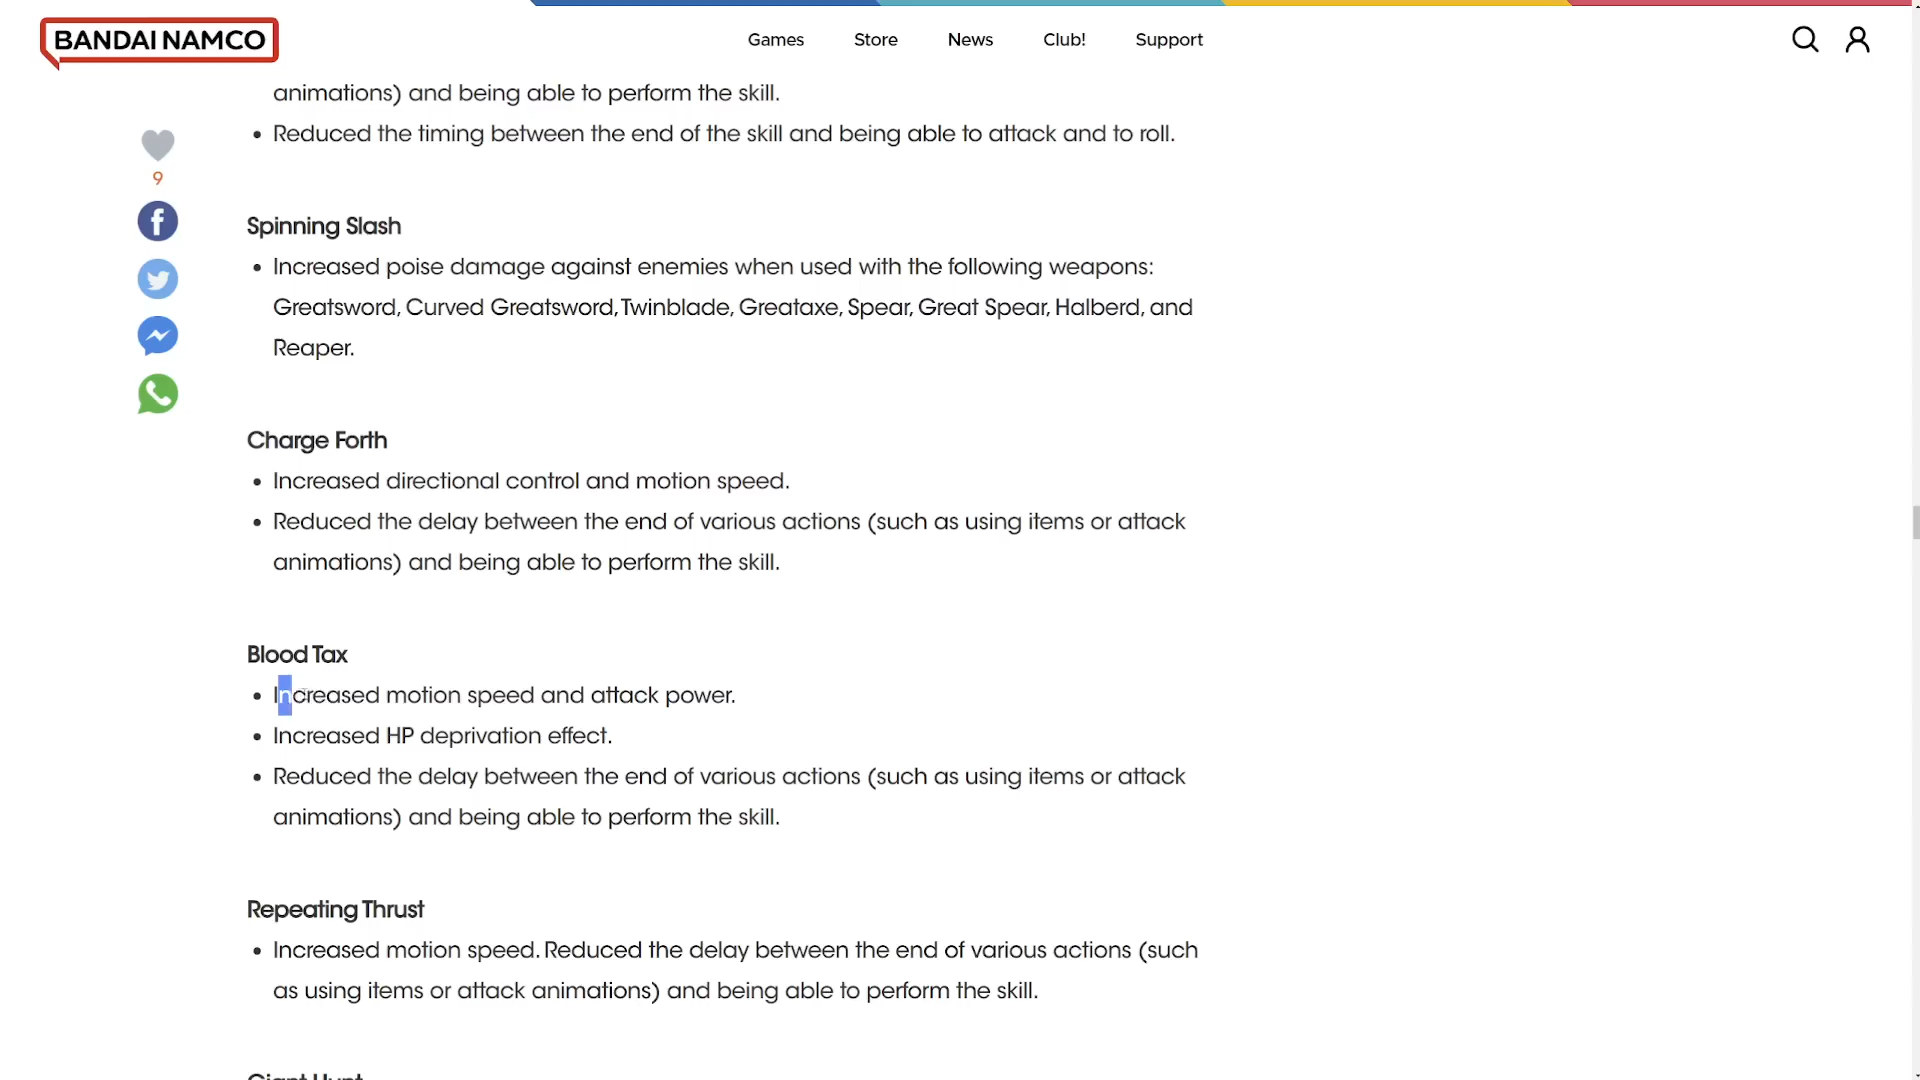 BANDAI NAMCO
Games
Store
News
Club!
Support
animations) and being able to perform the skill.
• Reduced the timing between the end of the skill and being able to attack and to roll.
9
Spinning Slash
• Increased poise damage against enemies when used with the following weapons:
Greatsword, Curved Greatsword, Twinblade, Greataxe, Spear, Great Spear, Halberd, and
Reaper.
Charge Forth
• Increased directional control and motion speed.
• Reduced the delay between the end of various actions (such as using items or attack
animations) and being able to perform the skill.
Blood Tax
• Increased motion speed and attack power.
• Increased HP deprivation effect.
• Reduced the delay between the end of various actions (such as using items or attack
animations) and being able to perform the skill.
Repeating Thrust
• Increased motion speed. Reduced the delay between the end of various actions (such
as using items or attack animations) and being able to perform the skill.
Giant Hunt